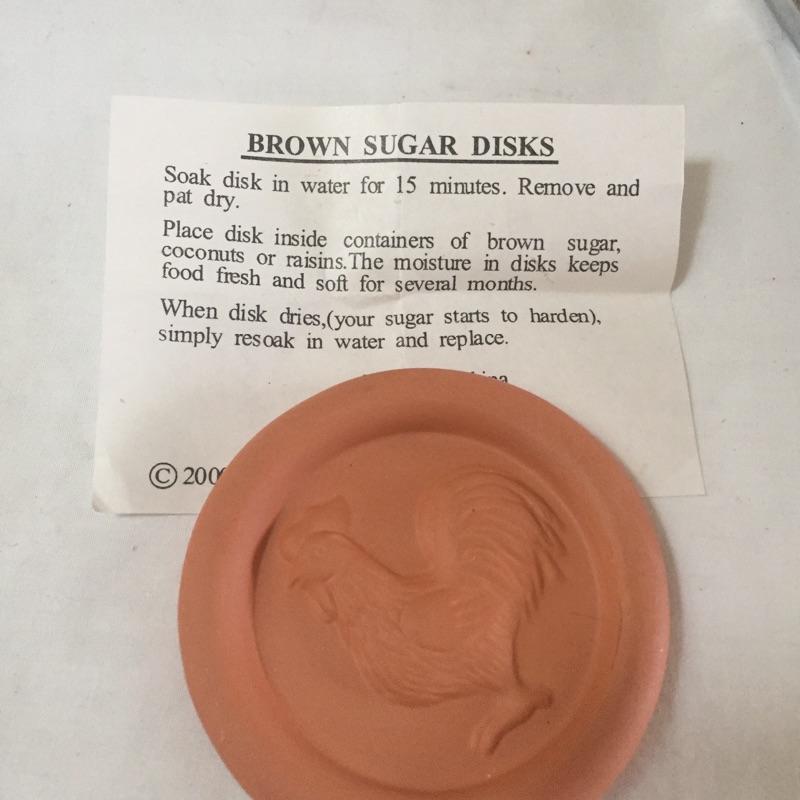 BROWN SUGAR DISKS
Soak disk in water for 15 minutes. Remove and
pat dry.
Place disk inside containers of brown sugar,
coconuts or raisins.The moisture in disks keeps
food fresh and soft for several months.
When disk dries,(your sugar starts to harden),
simply resoak in water and replace.
©